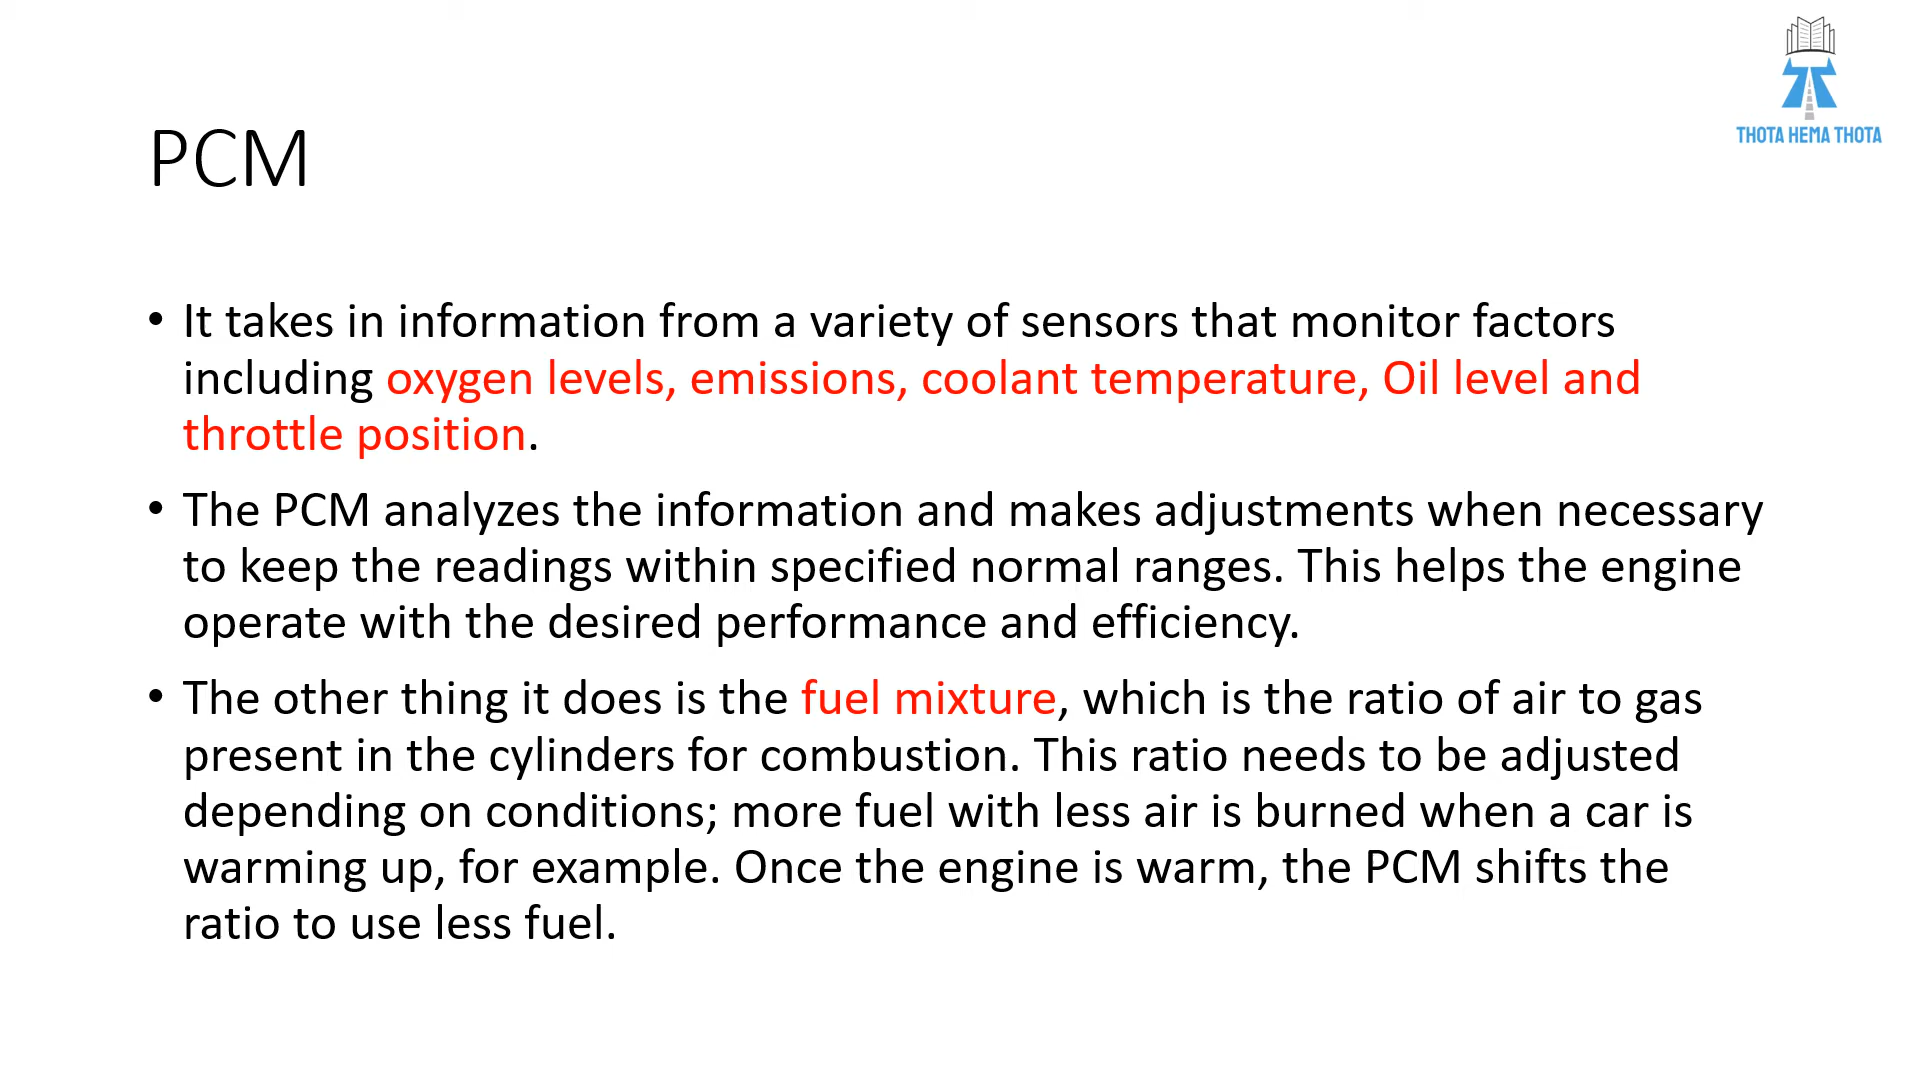 THOTA HEMA THOTA
PCM
• It takes in information from a variety of sensors that monitor factors
including oxygen levels, emissions, coolant temperature, Oil level and
throttle position.
• The PCM analyzes the information and makes adjustments when necessary
to keep the readings within specified normal ranges. This helps the engine
operate with the desired performance and efficiency.
• The other thing it does is the fuel mixture, which is the ratio of air to gas
present in the cylinders for combustion. This ratio needs to be adjusted
depending on conditions; more fuel with less air is burned when a car is
warming up, for example. Once the engine is warm, the PCM shifts the
ratio to use less fuel.